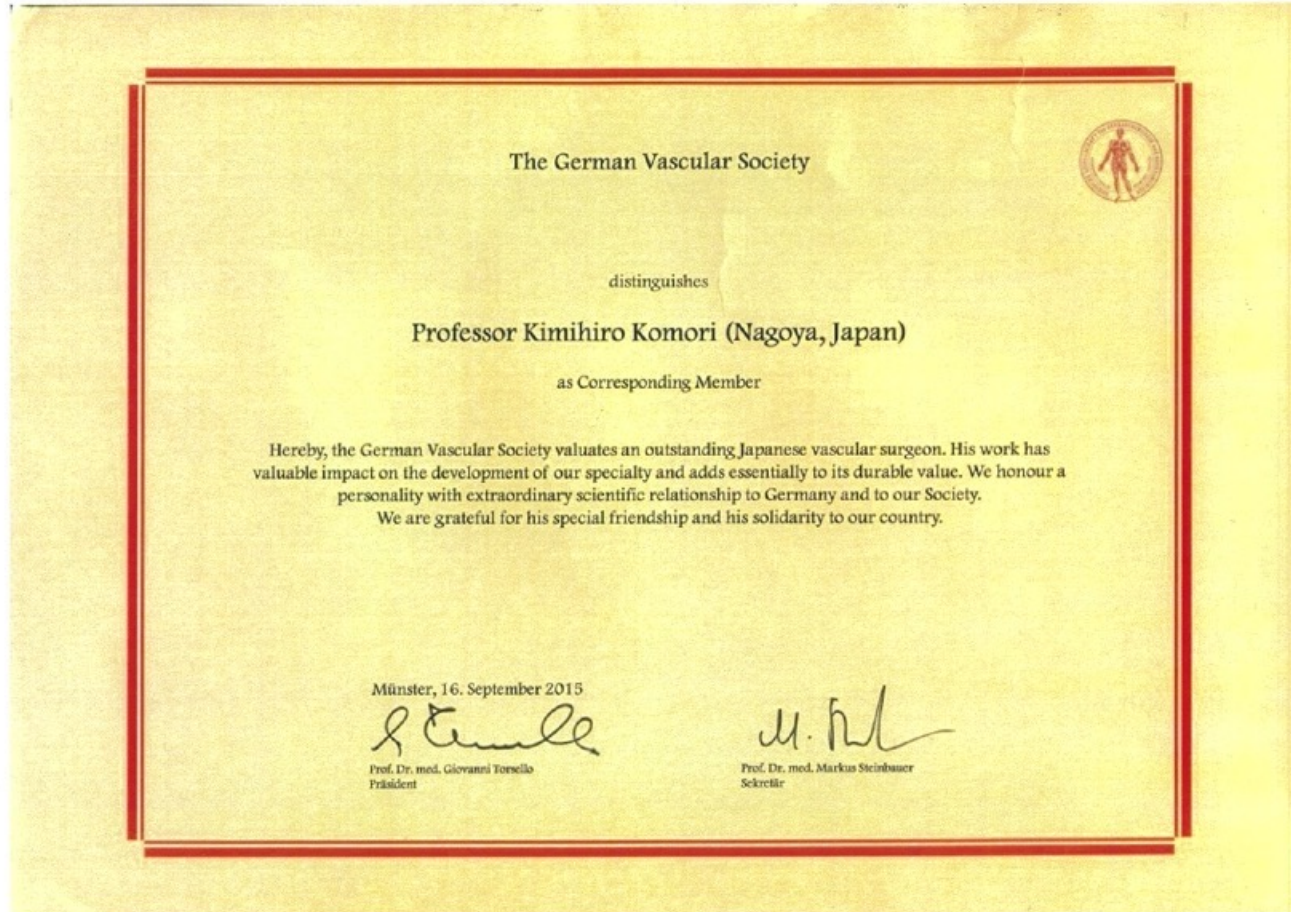 The German Vascular Society
distinguishes
Professor Kimihiro Komori (Nagoya, Japan)
as Corresponding Member
Hereby, the German Vascular Society valuates an outstanding Japanese vascular surgeon. His work has
valuable impact on the development of our specialty and adds essentially to its durable value. We honour a
personality with extraordinary scientific relationship to Germany and to our Society.
We are grateful for his special friendship and his solidarity to our country.
Münster, 16. September 2015
Prof. Dr. med. Giovanni Torsello
Präsident
Prof. Dr. med. Markus Steinbauer
Sekretär